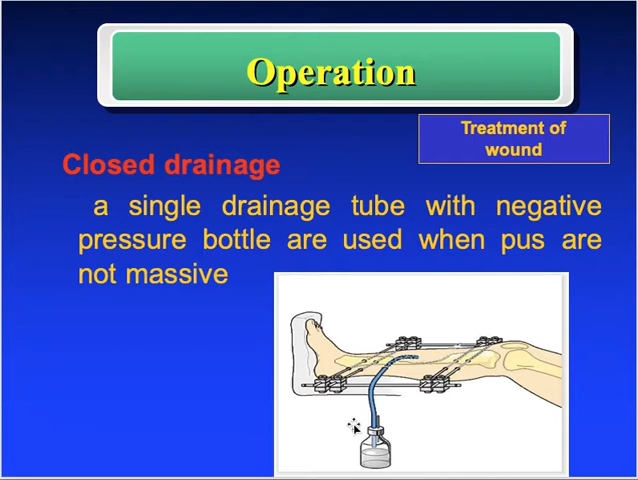 Operation
Treatment of
wound
Closed drainage
a single drainage tube with negative
pressure bottle are used when pus are
not massive